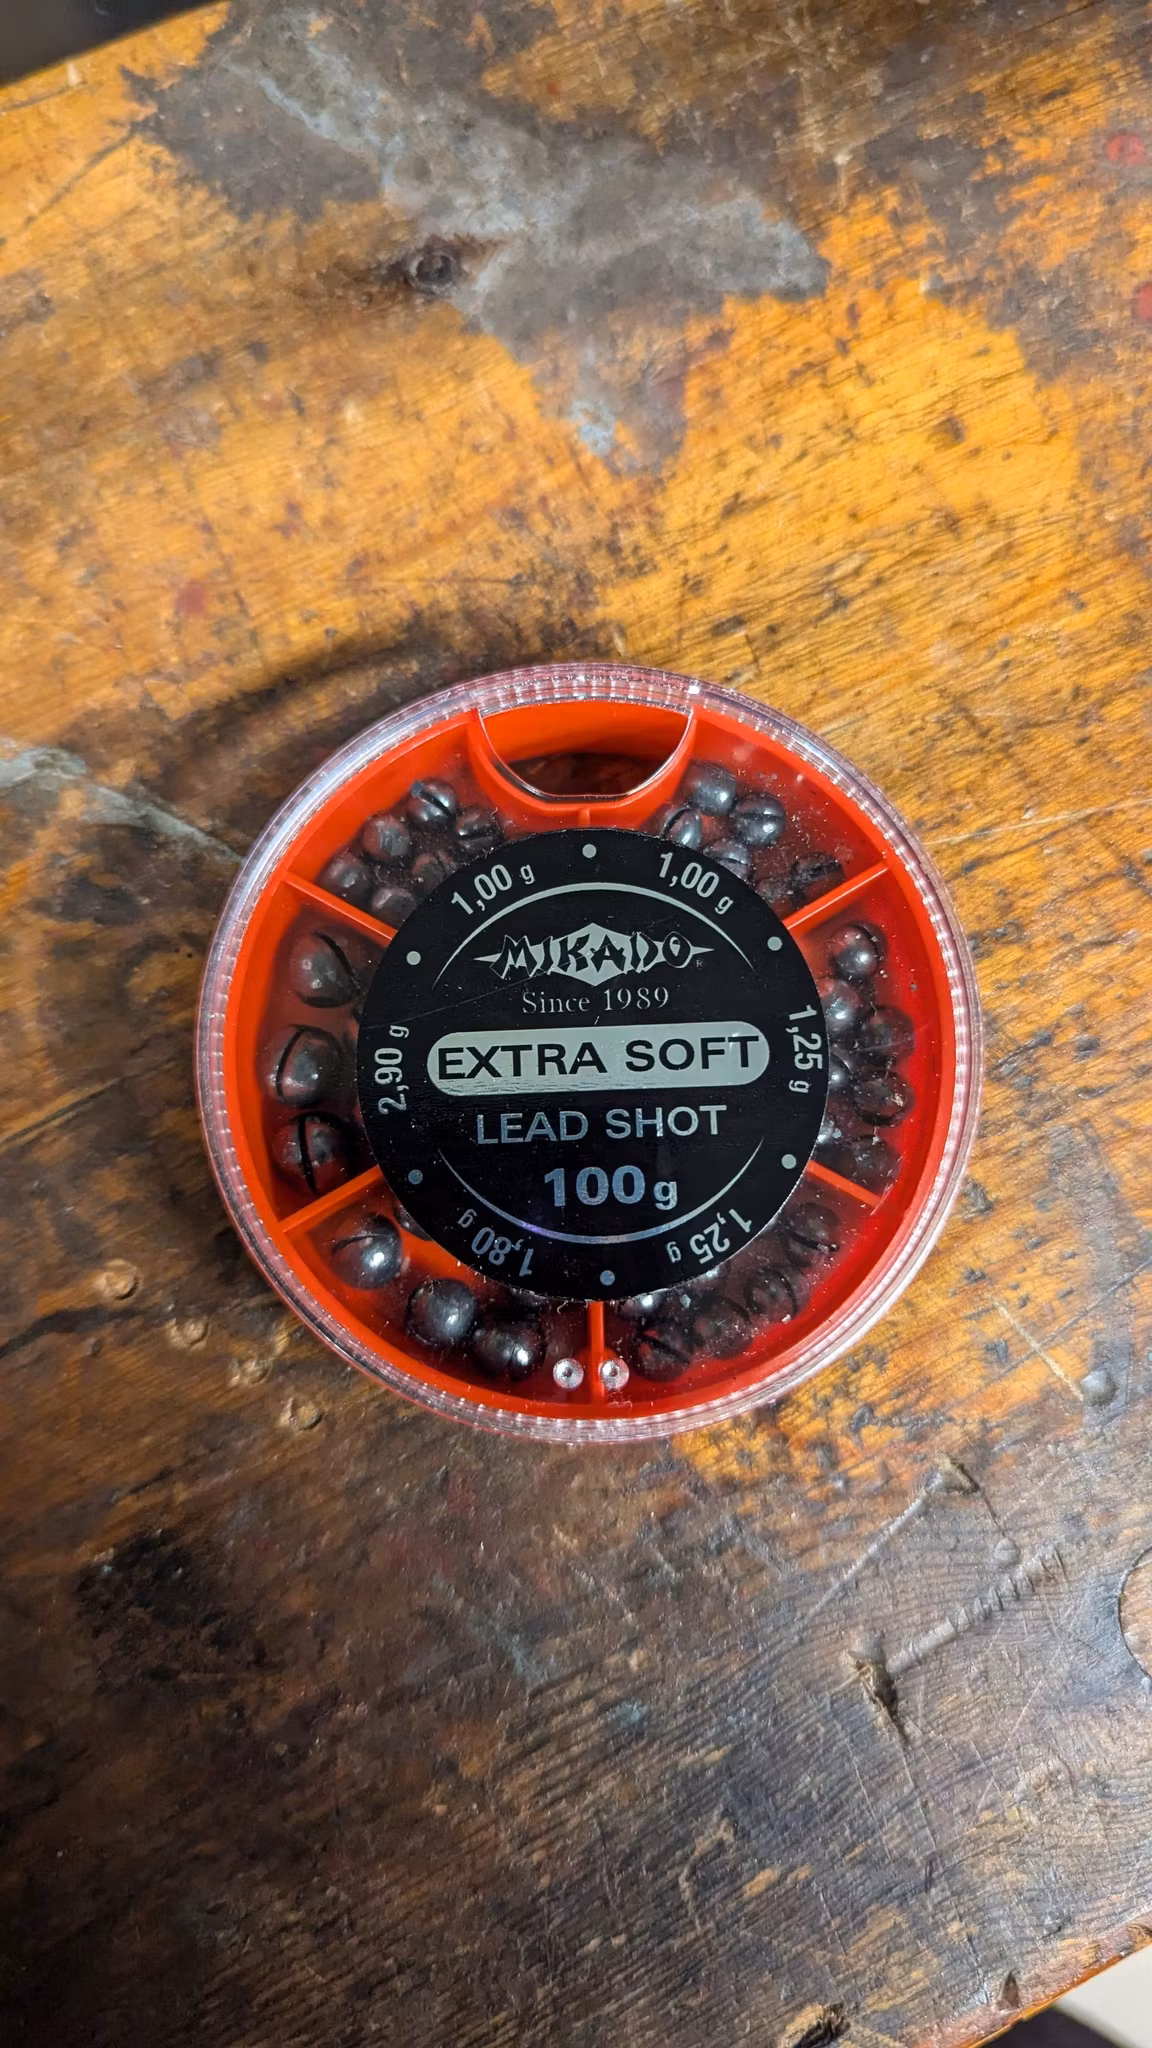 1,00 g
1,00 g
MIKADO
Since 1989
EXTRA SOFT
LEAD SHOT
100 g
2,90 g
1,25 g
1,80 g
1,25 g